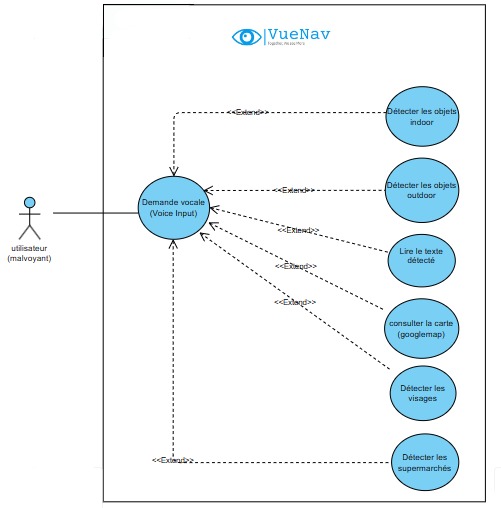 VueNav
Together, We see More
<<Extend>>
Détecter les objets
indoor
<<Extend>>
Détecter les objets
outdoor
Demande vocale
(Voice Input)
<<Extend>>
Lire le texte
détecté
utilisateur
(malvoyant)
<<Extend>>
<<Extend>>
consulter la carte
(googlemap)
Détecter les
visages
<<Extend>>
Détecter les
supermarchés